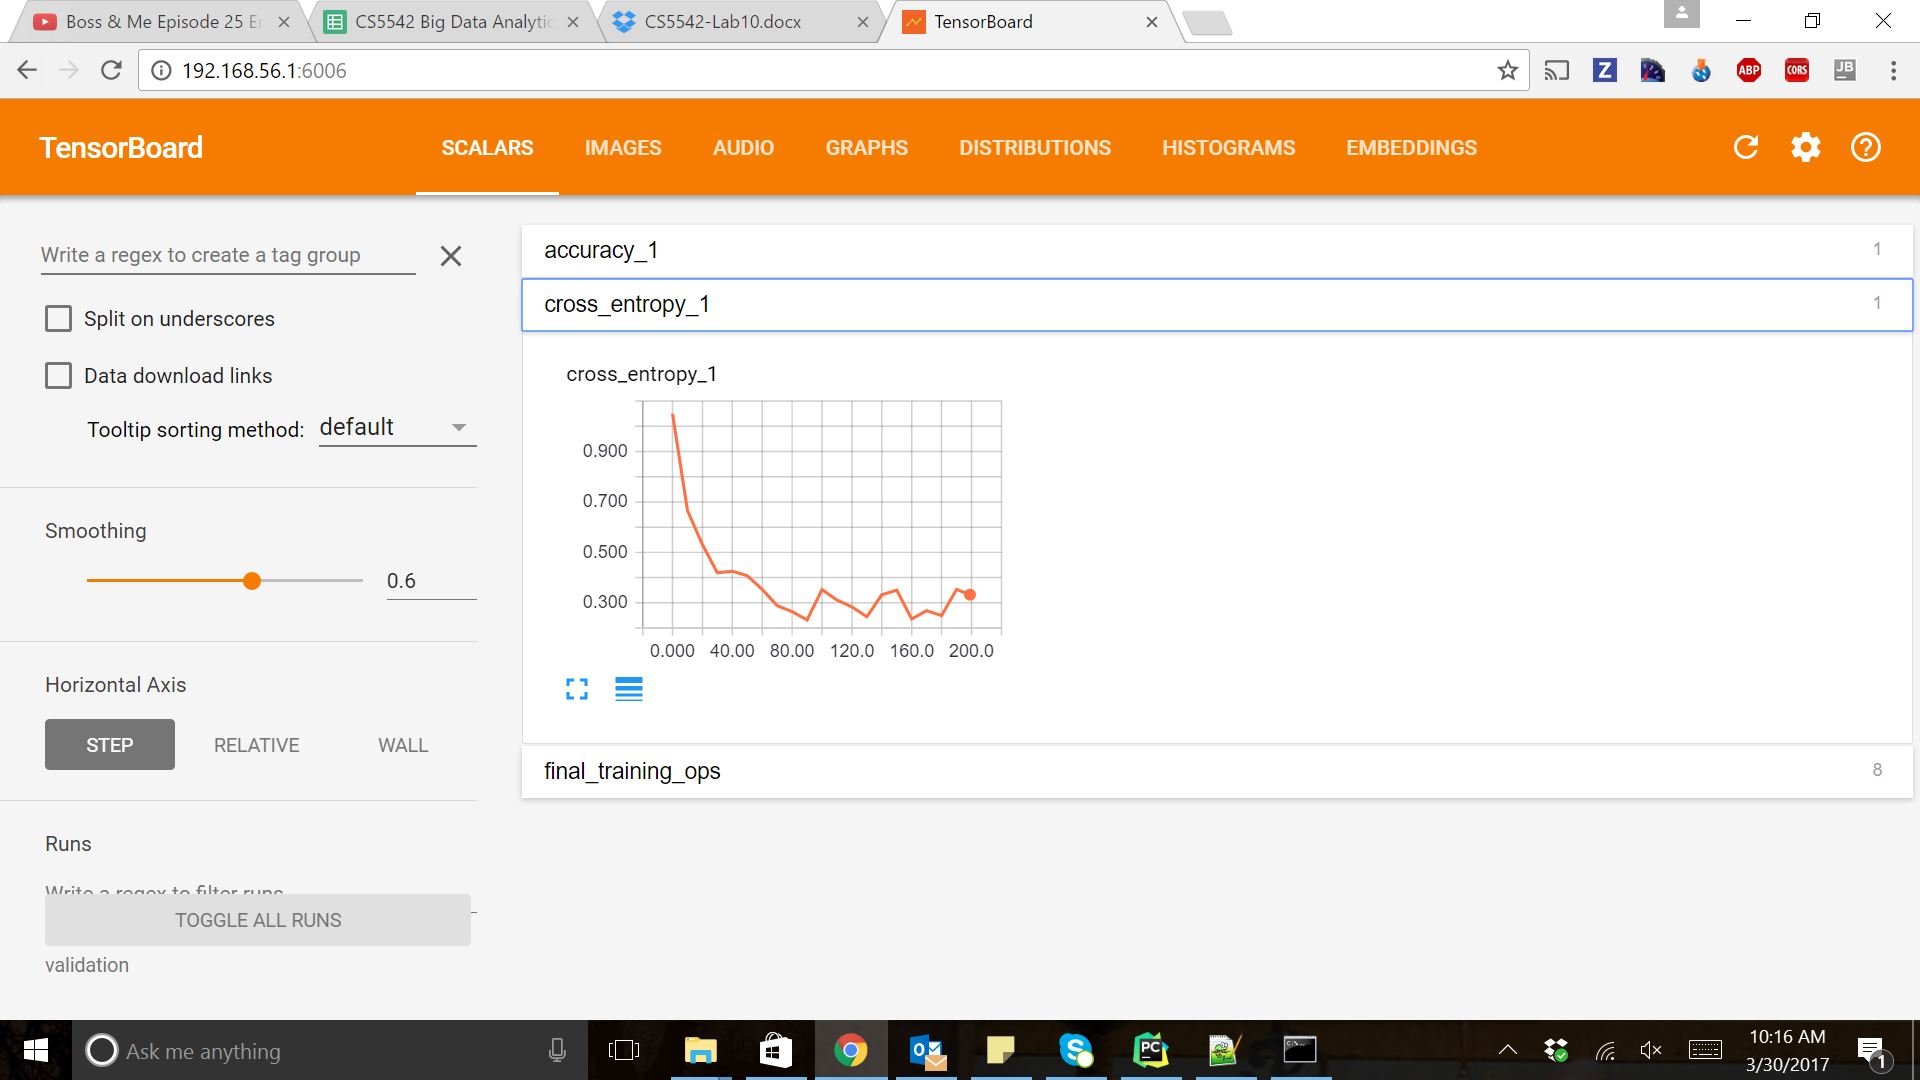 Boss & Me Episode 25 E
CS5542 Big Data Analytic
CS5542-Lab10.docx
TensorBoard
192.168.56.1:6006
Z
ABP
CORS
JB
TensorBoard
SCALARS
IMAGES
AUDIO
GRAPHS
DISTRIBUTIONS
HISTOGRAMS
EMBEDDINGS
Write a regex to create a tag group
Split on underscores
Data download links
Tooltip sorting method: default
Smoothing
0.6
Horizontal Axis
STEP RELATIVE WALL
Runs
Write a regex to filter runs
TOGGLE ALL RUNS
validation
accuracy_1 1
cross_entropy_1 1
cross_entropy_1
0.900
0.700
0.500
0.300
0.000 40.00 80.00 120.0 160.0 200.0
final_training_ops 8
Ask me anything
PC
10:16 AM
3/30/2017
1